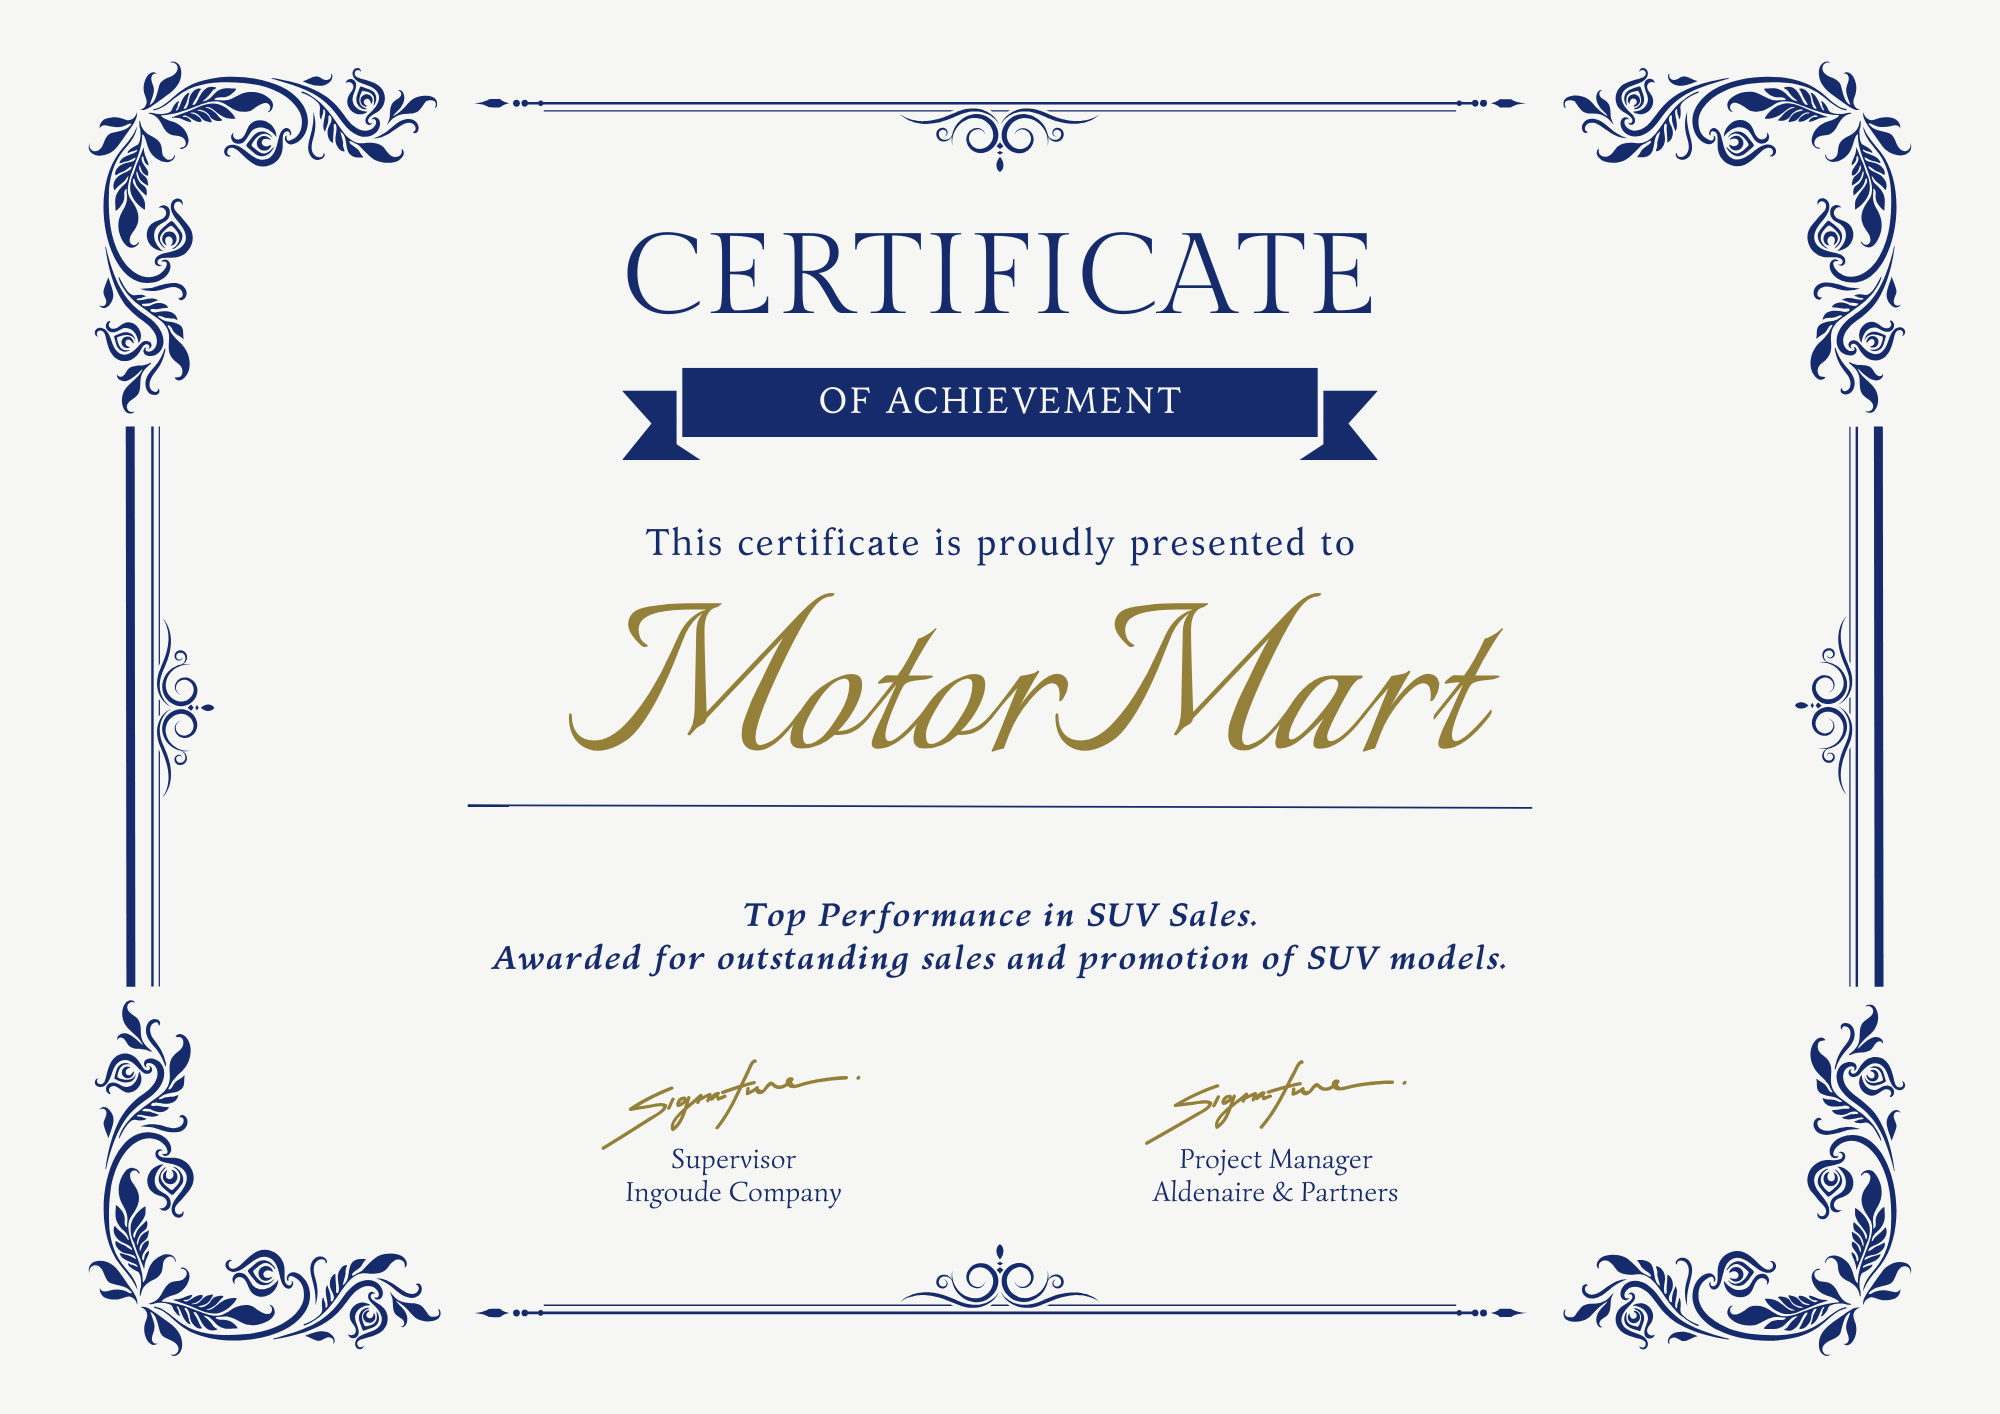 CERTIFICATE
OF ACHIEVEMENT
This certificate is proudly presented to
MotorMart
Top Performance in SUV Sales.
Awarded for outstanding sales and promotion of SUV models.
Signature
Signature
Supervisor
Ingoude Company
Project Manager
Aldenaire & Partners